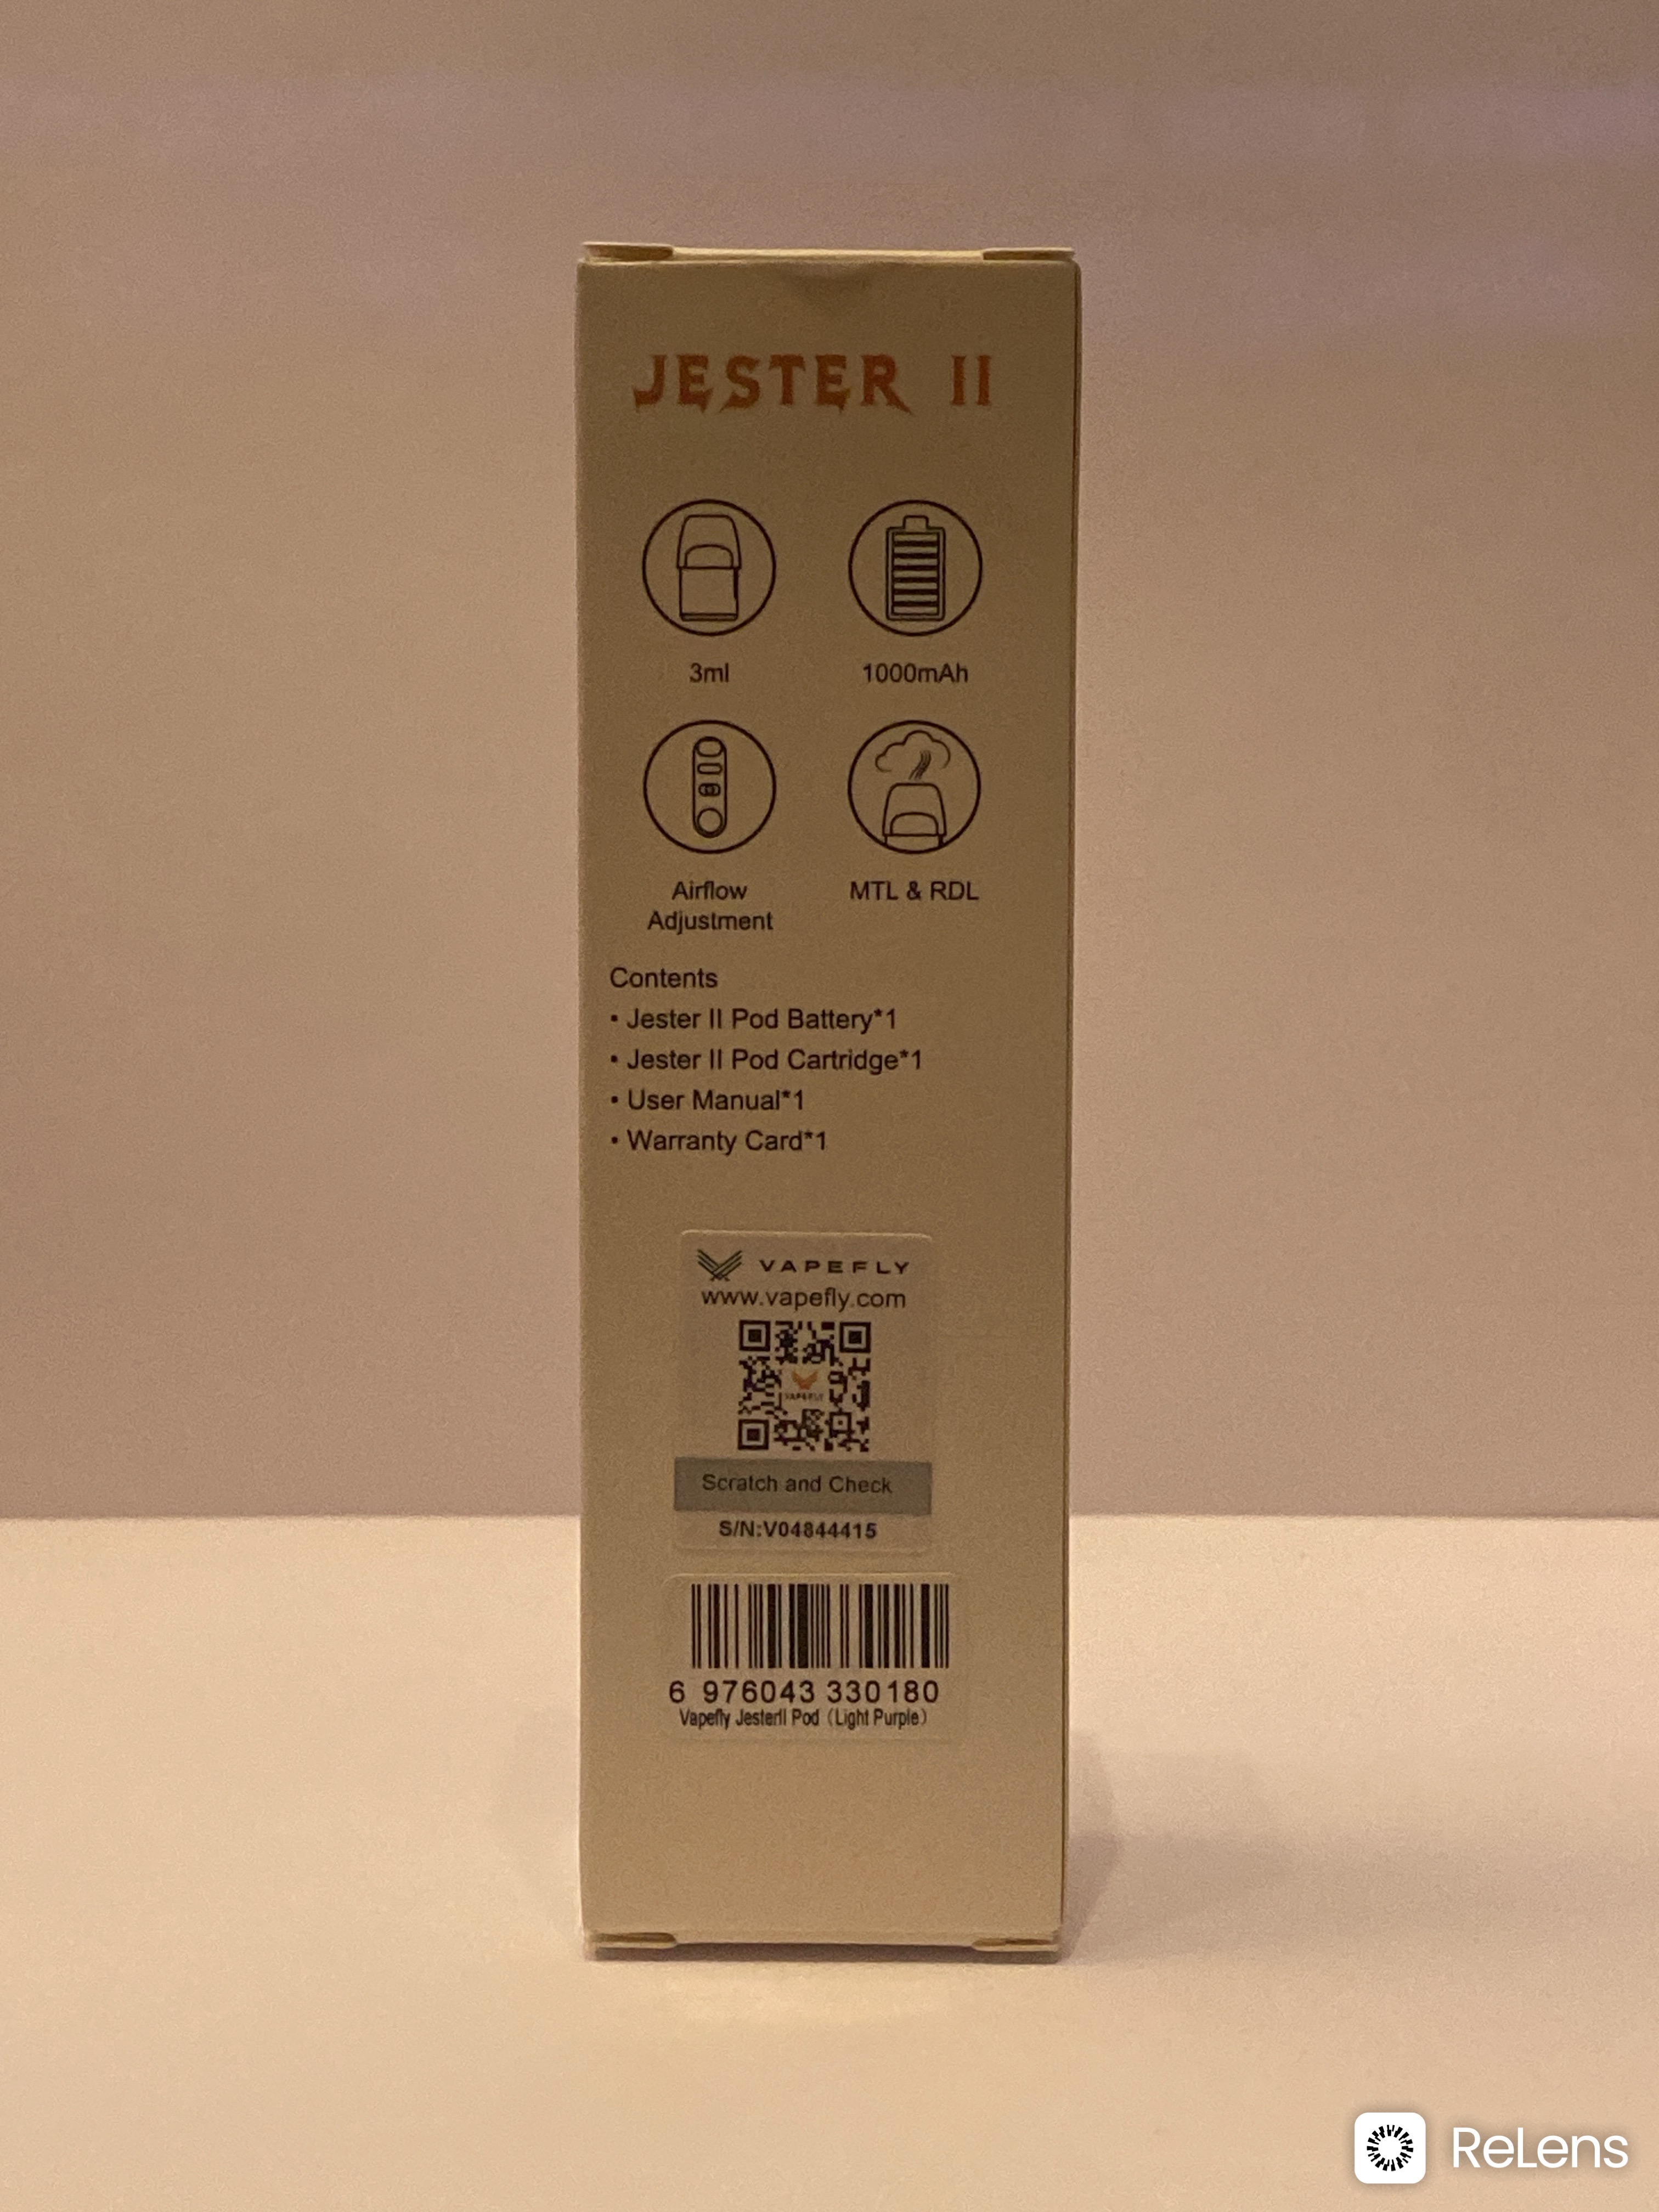 JESTER II
3ml
1000mAh
Airflow
Adjustment
MTL & RDL
Contents
• Jester II Pod Battery*1
• Jester II Pod Cartridge*1
• User Manual*1
• Warranty Card*1
VAPEFLY
www.vapefly.com
VAPEFLY
Scratch and Check
S/N:V04844415
6 976043 330180
Vapefly JesterII Pod（Light Purple）
ReLens